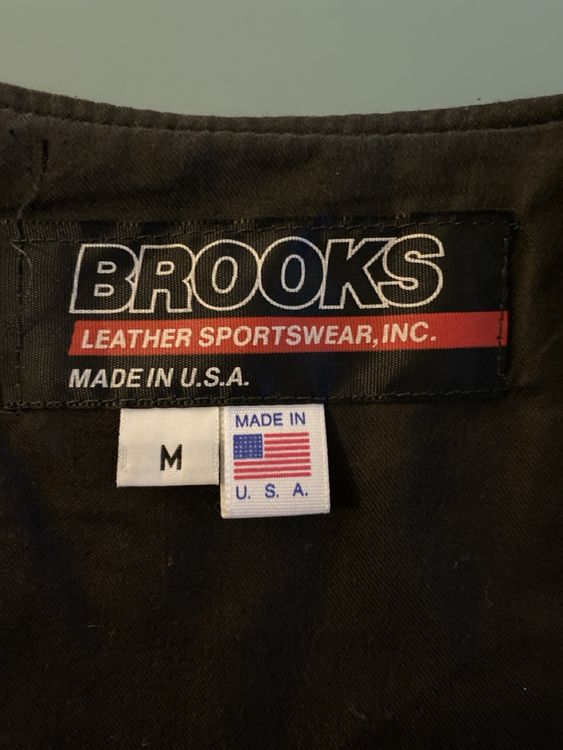 BROOKS
LEATHER SPORTSWEAR, INC.
MADE IN U.S.A.
M
MADE IN
U. S. A.